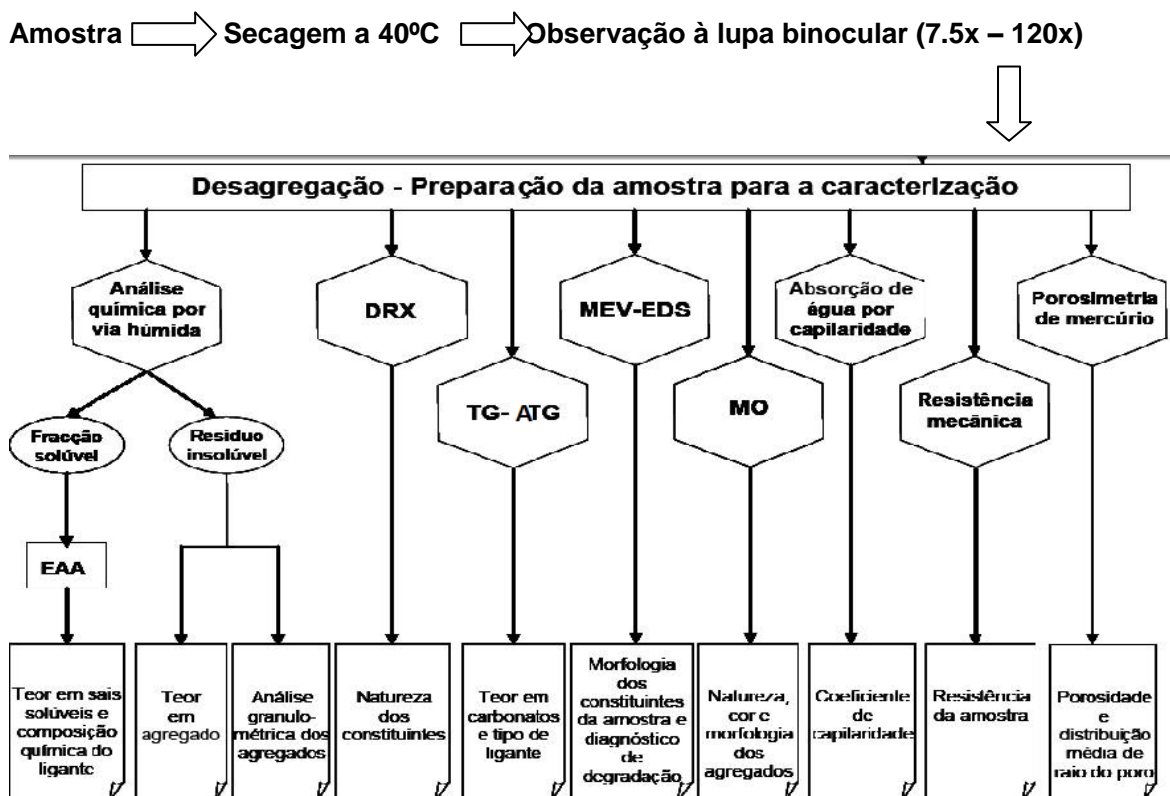 Amostra Secagem a 40ºC Observação à lupa binocular (7.5x – 120x)
Desagregação - Preparação da amostra para a caracterização
Análise
química por
via húmida
DRX
TG- ATG
MEV-EDS
MO
Absorção de
água por
capilaridade
Resistência
mecânica
Porosimetria
de mercúrio
Fracção
solúvel
Resíduo
insolúvel
EAA
Teor em sais
solúveis e
composição
química do
ligante
Teor
em
agregado
Análise
granulo-
métrica dos
agregados
Natureza
dos
constituintes
Teor em
carbonatos
e tipo de
ligante
Morfologia
dos
constituintes
da amostra e
diagnóstico
de
degradação
Natureza,
cor e
morfologia
dos
agregados
Coeficiente
de
capilaridade
Resistência
da amostra
Porosidade
e
distribuição
média de
raio do poro